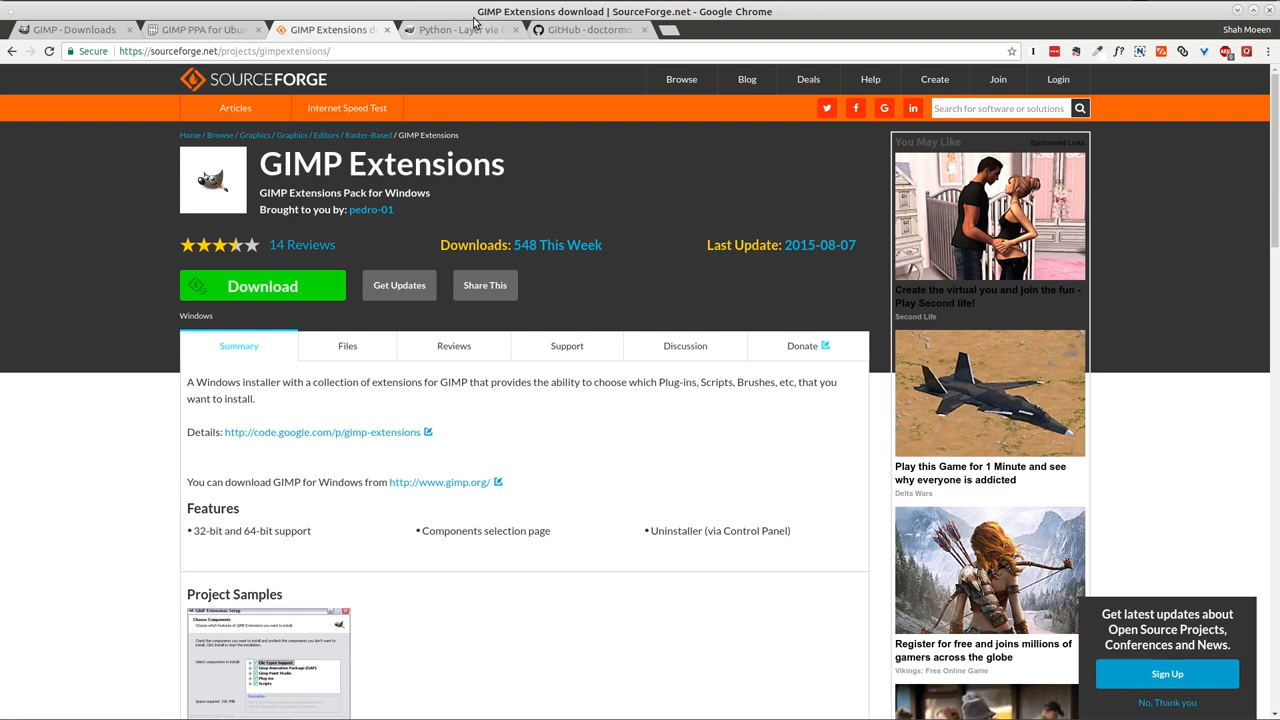 GIMP Extensions download | SourceForge.net - Google Chrome
GIMP - Downloads
GIMP PPA for Ubun
GIMP Extensions d
Python - Layer via C
GitHub - doctormo
Shah Moeen
Secure
https://sourceforge.net/projects/gimpextensions/
SOURCEFORGE
Browse
Blog
Deals
Help
Create
Join
Login
Articles
Internet Speed Test
Search for software or solutions
Home / Browse / Graphics / Graphics / Editors / Raster-Based / GIMP Extensions
GIMP Extensions
GIMP Extensions Pack for Windows
Brought to you by: pedro-01
14 Reviews
Downloads: 548 This Week
Last Update: 2015-08-07
Download
Get Updates
Share This
Windows
Summary
Files
Reviews
Support
Discussion
Donate
A Windows installer with a collection of extensions for GIMP that provides the ability to choose which Plug-ins, Scripts, Brushes, etc, that you
want to install.
Details: http://code.google.com/p/gimp-extensions
You can download GIMP for Windows from http://www.gimp.org/
Features
• 32-bit and 64-bit support
• Components selection page
• Uninstaller (via Control Panel)
Project Samples
GIMP Extensions Setup
Choose Components
You May Like
Sponsored Links
Create the virtual you and join the fun -
Play Second life!
Second Life
Play this Game for 1 Minute and see
why everyone is addicted
Delta Wars
Register for free and joins millions of
gamers across the globe
Vikings: Free Online Game
Get latest updates about
Open Source Projects,
Conferences and News.
Sign Up
No, Thank you